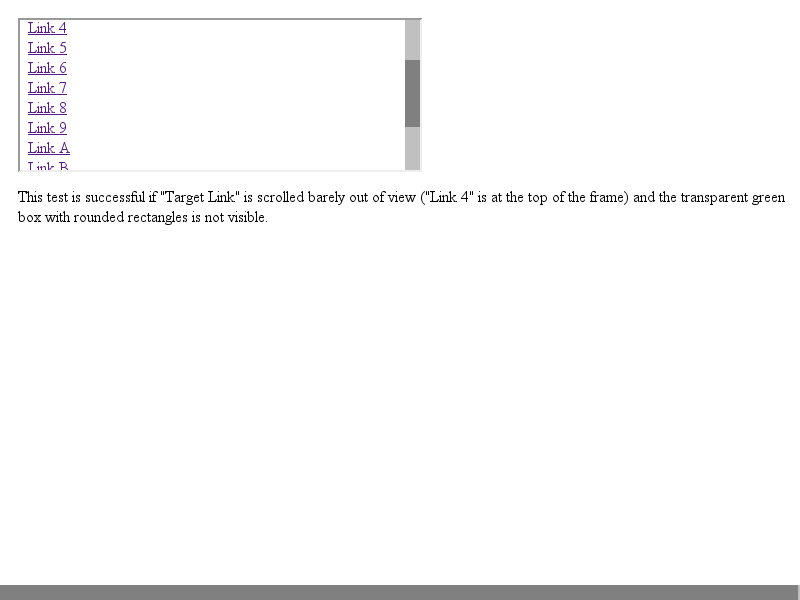 Link 4
Link 5
Link 6
Link 7
Link 8
Link 9
Link A
Link B
This test is successful if "Target Link" is scrolled barely out of view ("Link 4" is at the top of the frame) and the transparent green
box with rounded rectangles is not visible.